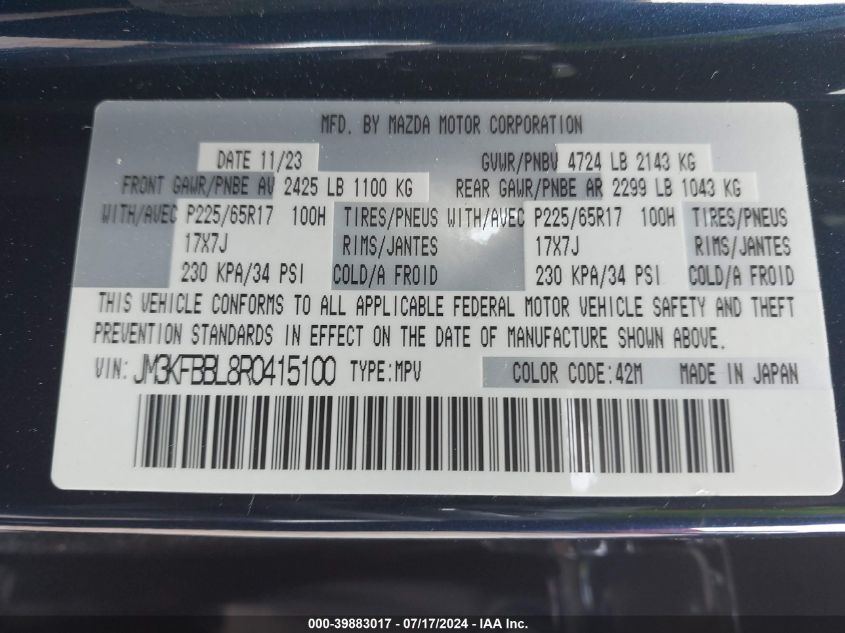 MFD. BY MAZDA MOTOR CORPORATION
DATE 11/23 GVWR/PNBV 4724 LB 2143 KG
FRONT GAWR/PNBE AV 2425 LB 1100 KG REAR GAWR/PNBE AR 2299 LB 1043 KG
WITH/AVEC P225/65R17 100H TIRES/PNEUS WITH/AVEC P225/65R17 100H TIRES/PNEUS
17X7J RIMS/JANTES 17X7J RIMS/JANTES
230 KPA/34 PSI COLD/A FROID 230 KPA/34 PSI COLD/A FROID
THIS VEHICLE CONFORMS TO ALL APPLICABLE FEDERAL MOTOR VEHICLE SAFETY AND THEFT
PREVENTION STANDARDS IN EFFECT ON THE DATE OF MANUFACTURE SHOWN ABOVE.
VIN: JM3KFBBL8R0415100 TYPE:MPV COLOR CODE:42M MADE IN JAPAN
000-39883017 - 07/17/2024 - IAA Inc.